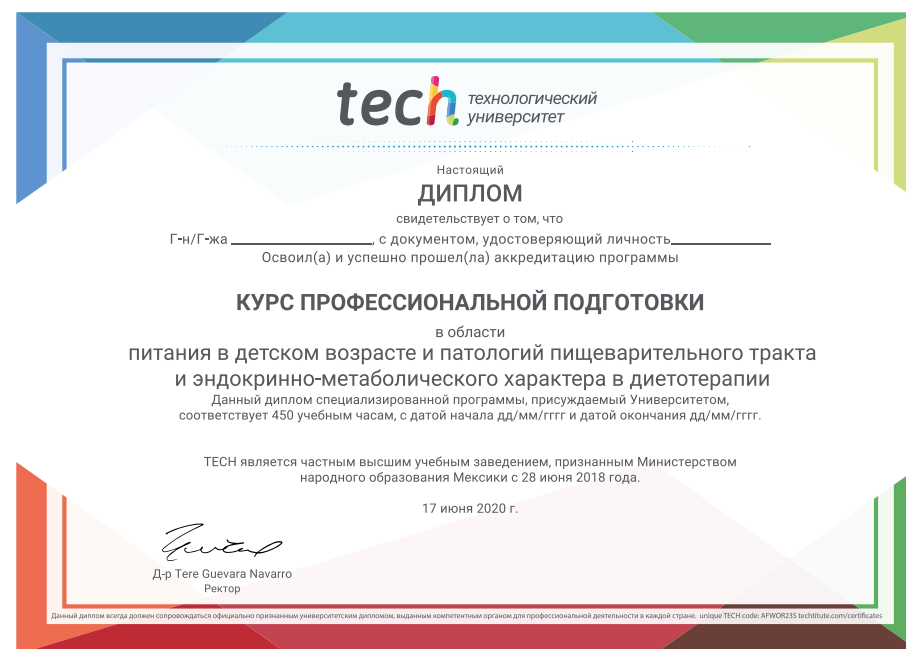 tech технологический
университет
Настоящий
ДИПЛОМ
свидетельствует о том, что
Г-н/Г-жа ____________________, с документом, удостоверяющий личность______________
Освоил(а) и успешно прошел(ла) аккредитацию программы
КУРС ПРОФЕССИОНАЛЬНОЙ ПОДГОТОВКИ
в области
питания в детском возрасте и патологий пищеварительного тракта
и эндокринно-метаболического характера в диетотерапии
Данный диплом специализированной программы, присуждаемый Университетом,
соответствует 450 учебным часам, с датой начала дд/мм/гггг и датой окончания дд/мм/гггг.
TECH является частным высшим учебным заведением, признанным Министерством
народного образования Мексики с 28 июня 2018 года.
17 июня 2020 г.
Д-р Tere Guevara Navarro
Ректор
Данный диплом всегда должен сопровождаться официально признанным университетским дипломом, выданным компетентным органом для профессиональной деятельности в каждой стране. unique TECH code: AFWOR235 techtitute.com/certificates